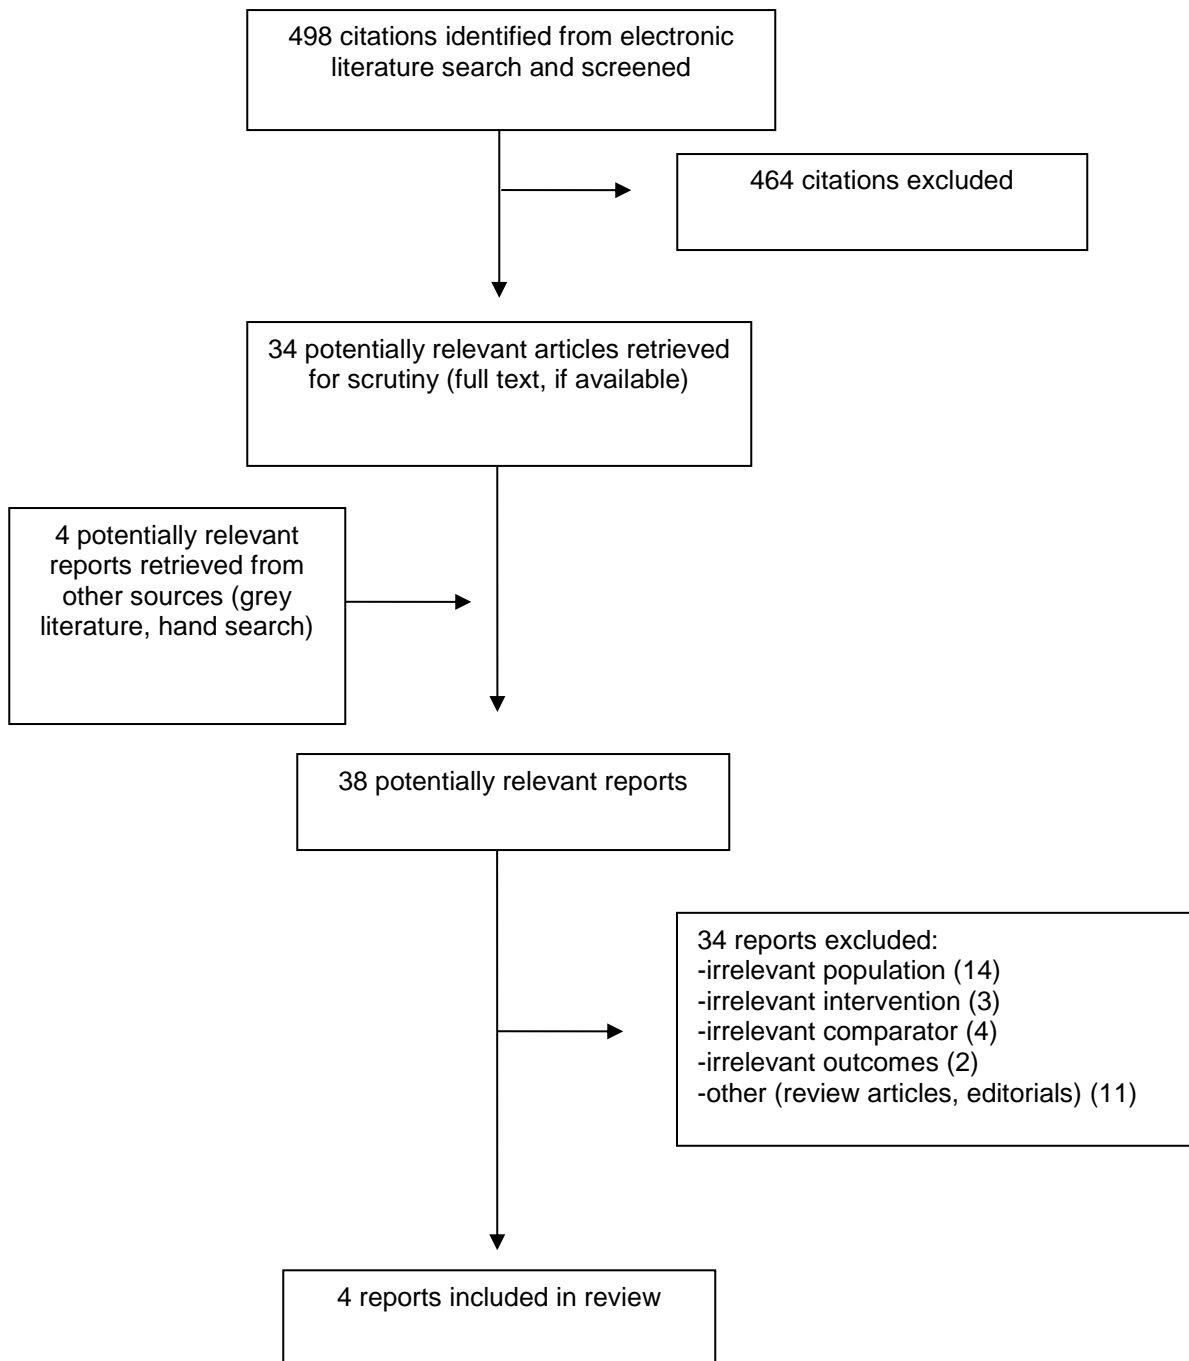 498 citations identified from electronic
literature search and screened
464 citations excluded
34 potentially relevant articles retrieved
for scrutiny (full text, if available)
4 potentially relevant
reports retrieved from
other sources (grey
literature, hand search)
38 potentially relevant reports
34 reports excluded:
-irrelevant population (14)
-irrelevant intervention (3)
-irrelevant comparator (4)
-irrelevant outcomes (2)
-other (review articles, editorials) (11)
4 reports included in review